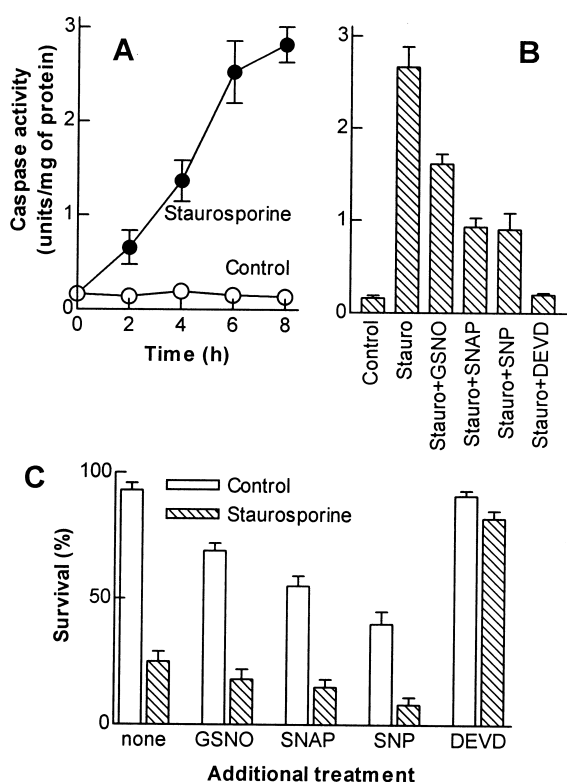 A
Caspase activity
(units/mg of protein)
3
2
1
0
Staurosporine
Control
0 2 4 6 8
Time (h)
B
3
2
1
0
Control
Stauro
Stauro+GSNO
Stauro+SNAP
Stauro+SNP
Stauro+DEVD
C
Survival (%)
100
50
0
Control
Staurosporine
none GSNO SNAP SNP DEVD
Additional treatment